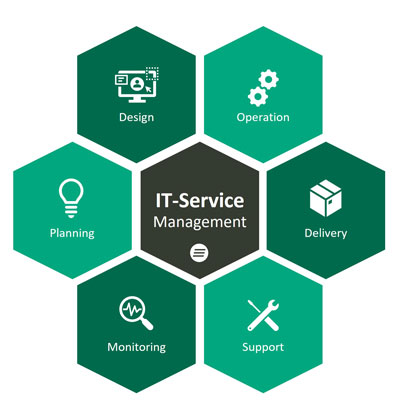 Design
Operation
Planning
IT-Service
Management
Delivery
Monitoring
Support